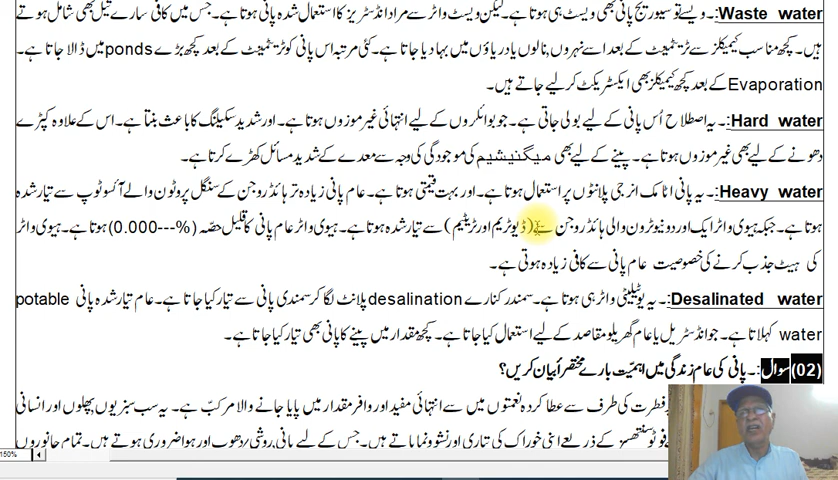 Waste water:۔ ویسے تو سیوریج پانی بھی ویسٹ ہی ہوتا ہے۔ لیکن ویسٹ واٹر سے مراد انڈسٹریز کا استعمال شدہ پانی ہوتا ہے۔ جس میں کافی سارے تیل بھی شامل ہوتے
ہیں۔ کچھ مناسب کیمیکلز سے ٹریٹمینٹ کے بعد اسے نہروں، نالوں یا دریاؤں میں بہا دیا جاتا ہے۔ کئی مرتبہ اس پانی کو ٹریٹمینٹ کے بعد کچھ بڑے ponds میں ڈالا جاتا ہے۔
Evaporation کے بعد کچھ کیمیکلز بھی ایکسٹریکٹ کر لیے جاتے ہیں۔
Hard water:۔ یہ اصطلاح اُس پانی کے لیے بولی جاتی ہے۔ جو بوائلروں کے لیے انتہائی غیر موزوں ہوتا ہے۔ اور شدید سکیلنگ کا باعث بنتا ہے۔ اس کے علاوہ کپڑے
دھونے کے لیے بھی غیر موزوں ہوتا ہے۔ پینے کے لیے بھی میگنیشیم کی موجودگی کی وجہ سے معدے کے شدید مسائل کھڑے کرتا ہے۔
Heavy water:۔ یہ پانی اٹامک انرجی پلانٹوں پر استعمال ہوتا ہے۔ اور بہت قیمتی ہوتا ہے۔ عام پانی زیادہ تر ہائڈروجن کے سنگل پروٹون والے آئسوٹوپ سے تیار شدہ
ہوتا ہے۔ جبکہ ہیوی واٹر ایک اور دو نیوٹرون والی ہائڈروجن سے (ڈیوٹریم اور ٹریٹیم) سے تیار شدہ ہوتا ہے۔ ہیوی واٹر عام پانی کا قلیل حصّہ (%---0.000) ہوتا ہے۔ ہیوی واٹر
کی ہیٹ جذب کرنے کی خصوصیت عام پانی سے کافی زیادہ ہوتی ہے۔
Desalinated water:۔ یہ یوٹیلیٹی واٹر ہی ہوتا ہے۔ سمندر کنارے desalination پلانٹ لگا کر سمندی پانی سے تیار کیا جاتا ہے۔ عام تیار شدہ پانی potable
water کہلاتا ہے۔ جو انڈسٹریل یا عام گھریلو مقاصد کے لیے استعمال کیا جاتا ہے۔ کچھ مقدار میں پینے کا پانی بھی تیار کیا جاتا ہے۔
سوال (02):۔ پانی کی عام زندگی میں اہمیّت بارے مختصراً بیان کریں؟
فطرت کی طرف سے عطا کردہ نعمتوں میں سے انتہائی مفید اور وافر مقدار میں پایا جانے والا مرکب ہے۔ یہ سب سبزیوں، پھلوں اور انسانی
فوٹوسنتھسز کے ذریعے اپنی خوراک کی تیاری اور نشوونما پاتے ہیں۔ جس کے لیے پانی، روشنی، دھوپ اور ہوا ضروری ہوتے ہیں۔ تمام جانوروں
150%